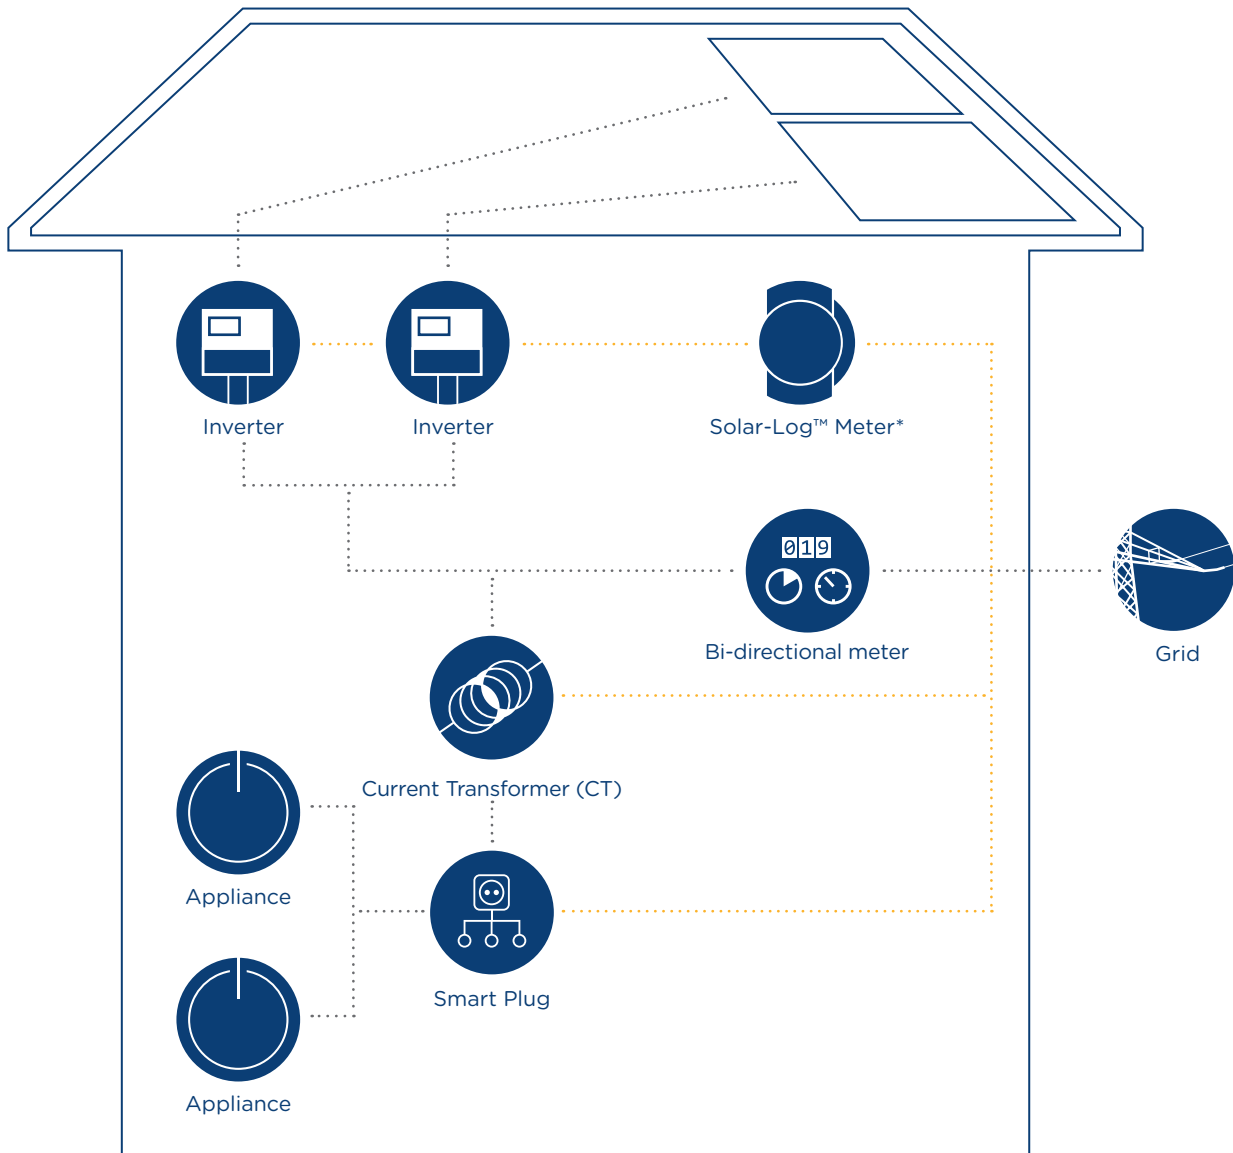 Inverter
Inverter
Solar-Log™ Meter*
019
Bi-directional meter
Grid
Current Transformer (CT)
Appliance
Smart Plug
Appliance